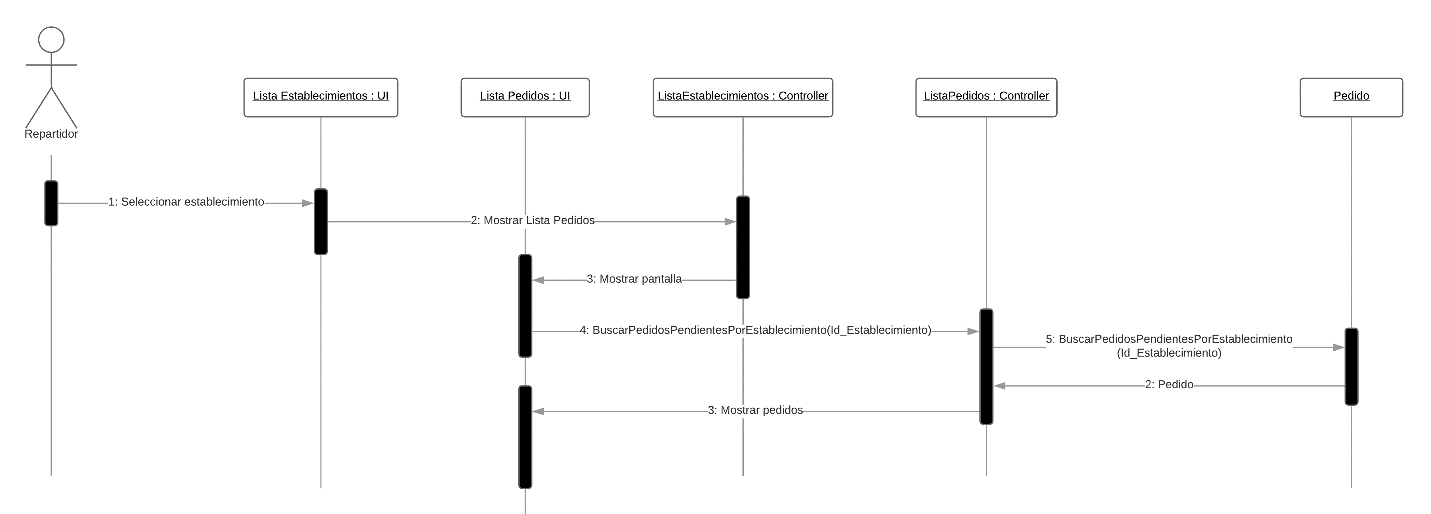 Lista Establecimientos : UI
Lista Pedidos : UI
ListaEstablecimientos : Controller
ListaPedidos : Controller
Pedido
Repartidor
1: Seleccionar establecimiento
2: Mostrar Lista Pedidos
3: Mostrar pantalla
4: BuscarPedidosPendientesPorEstablecimiento(Id_Establecimiento)
5: BuscarPedidosPendientesPorEstablecimiento
(Id_Establecimiento)
2: Pedido
3: Mostrar pedidos